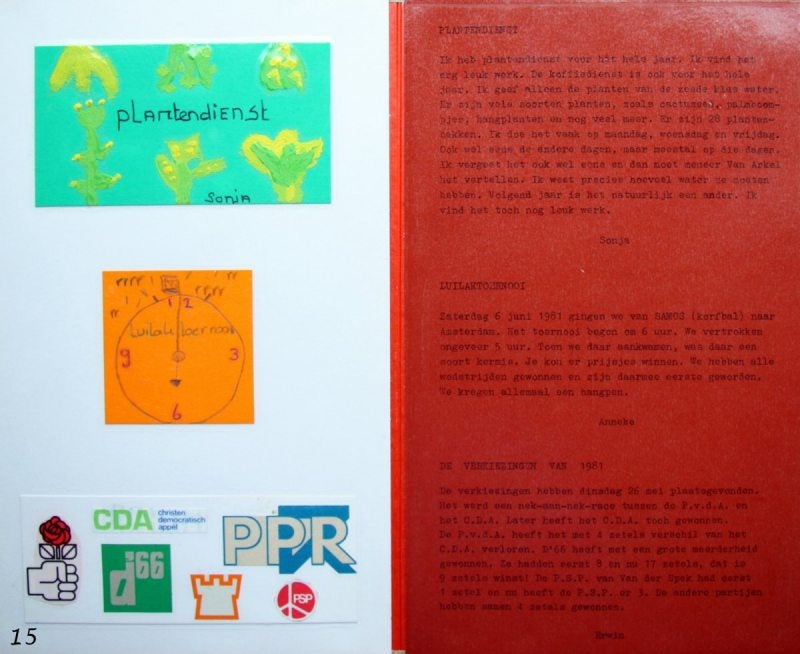 plantendienst
sonja
luilaktoernooi
12
9
3
6
CDA christen
democratisch
appèl
PPR
d'66
PSP
15
PLANTENDIENST
Ik heb plantendienst voor hèt hele jaar. Ik vind het
erg leuk werk. De koffiedienst is ook voor het hele
jaar. Ik geef alleen de planten van de zesde klas water.
Er zijn vele soorten planten, zoals cactussen, palmboom-
pjes, hangplanten en nog veel meer. Er zijn 28 planten-
bakken. Ik doe het vaak op maandag, woensdag en vrijdag.
Ook wel eens de andere dagen, maar meestal op die dagen.
Ik vergeet het ook wel eens en dan moet meneer Van Arkel
het vertellen. Ik weet precies hoeveel water ze moeten
hebben. Volgend jaar is het natuurlijk een ander. Ik
vind het toch nog leuk werk.
Sonja
LUILAKTOERNOOI
Zaterdag 6 juni 1981 gingen we van SAMOS (korfbal) naar
Amsterdam. Het toernooi begon om 6 uur. We vertrokken
ongeveer 5 uur. Toen we daar aankwamen, was daar een
soort kermis. Je kon er prijsjes winnen. We hebben alle
wedstrijden gewonnen en zijn daarmee eerste geworden.
We kregen allemaal een hangpen.
Anneke
DE VERKIEZINGEN VAN 1981
De verkiezingen hebben dinsdag 26 mei plaatsgevonden.
Het werd een nek-aan-nek-race tussen de P.v.d.A. en
het C.D.A. Later heeft het C.D.A. toch gewonnen.
De P.v.d.A. heeft het met 4 zetels verschil van het
C.D.A. verloren. D'66 heeft met een grote meerderheid
gewonnen. Ze hadden eerst 8 en nu 17 zetels, dat is
9 zetels winst! De P.S.P. van Van der Spek had eerst
1 zetel en nu heeft de P.S.P. er 3. De andere partijen
hebben samen 4 zetels gewonnen.
Erwin